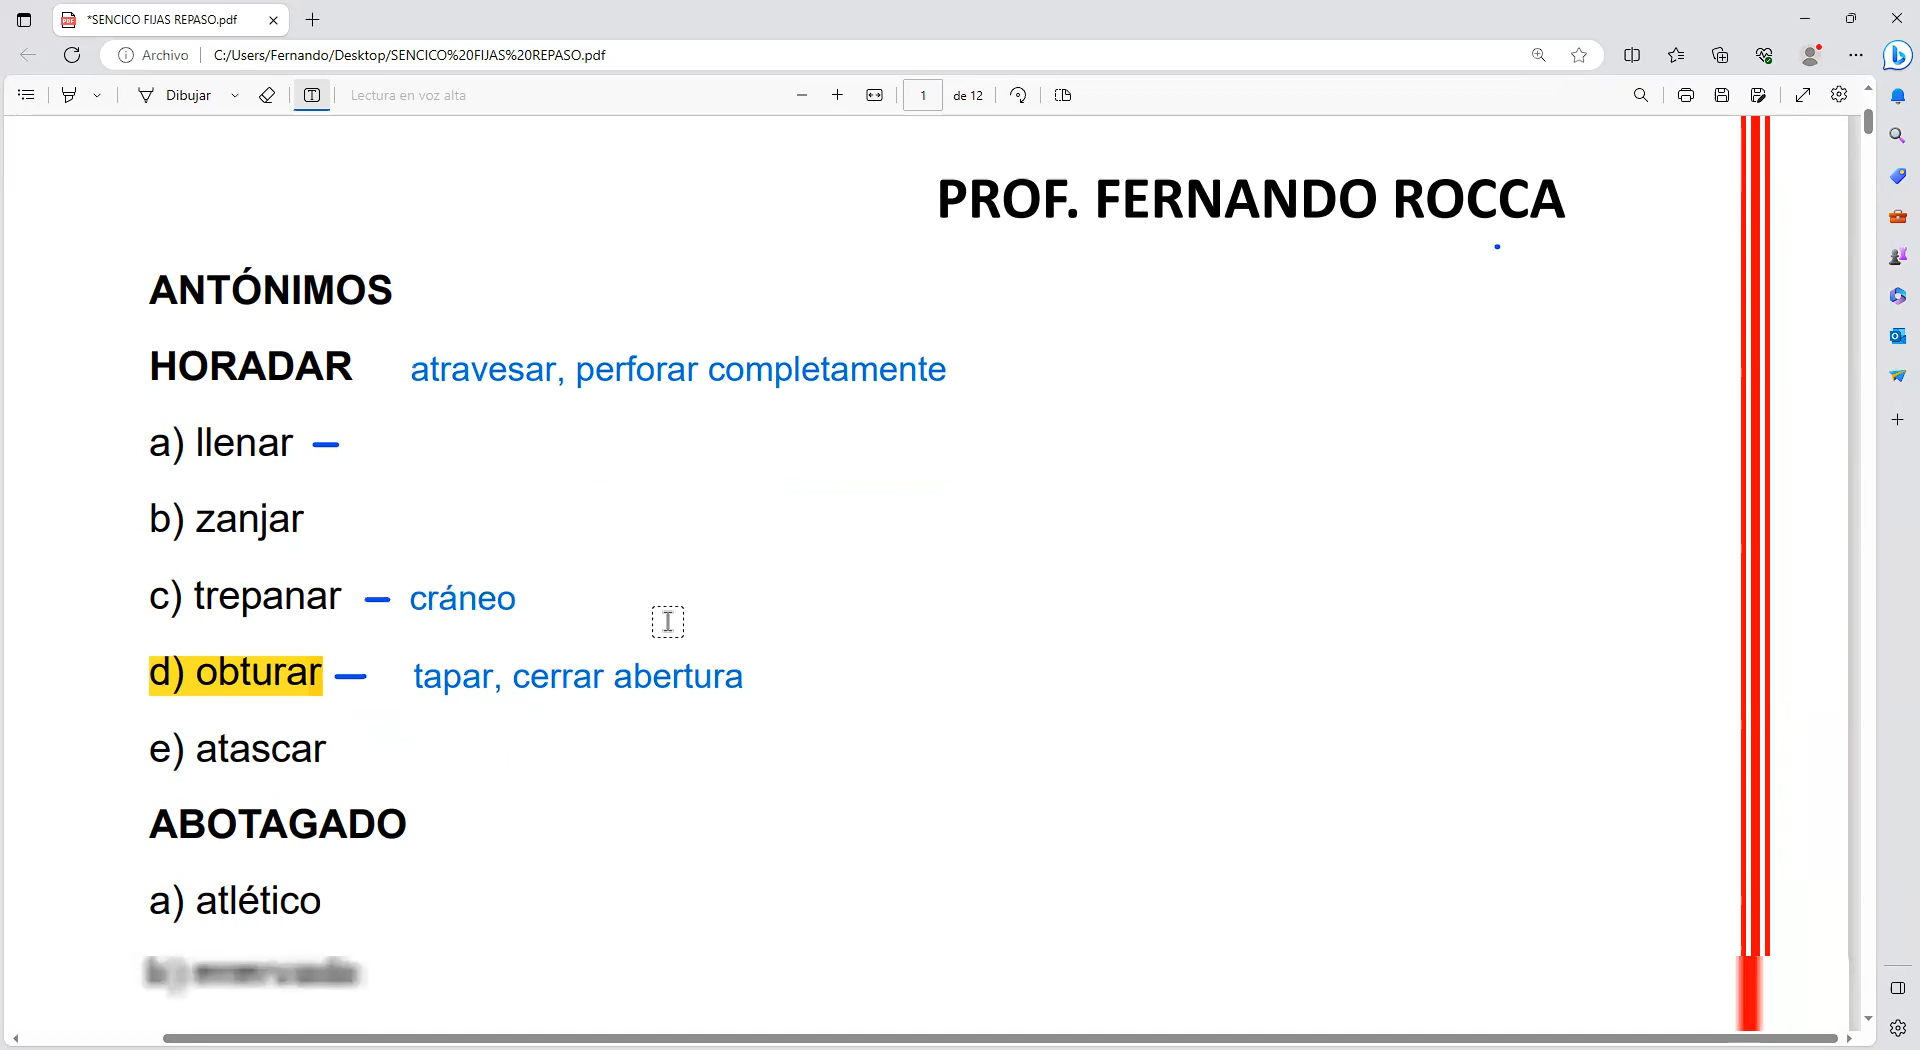 *SENCICO FIJAS REPASO.pdf
Archivo C:/Users/Fernando/Desktop/SENCICO%20FIJAS%20REPASO.pdf
Dibujar Lectura en voz alta 1 de 12
PROF. FERNANDO ROCCA
ANTÓNIMOS
HORADAR atravesar, perforar completamente
a) llenar –
b) zanjar
c) trepanar – cráneo
d) obturar – tapar, cerrar abertura
e) atascar
ABOTAGADO
a) atlético